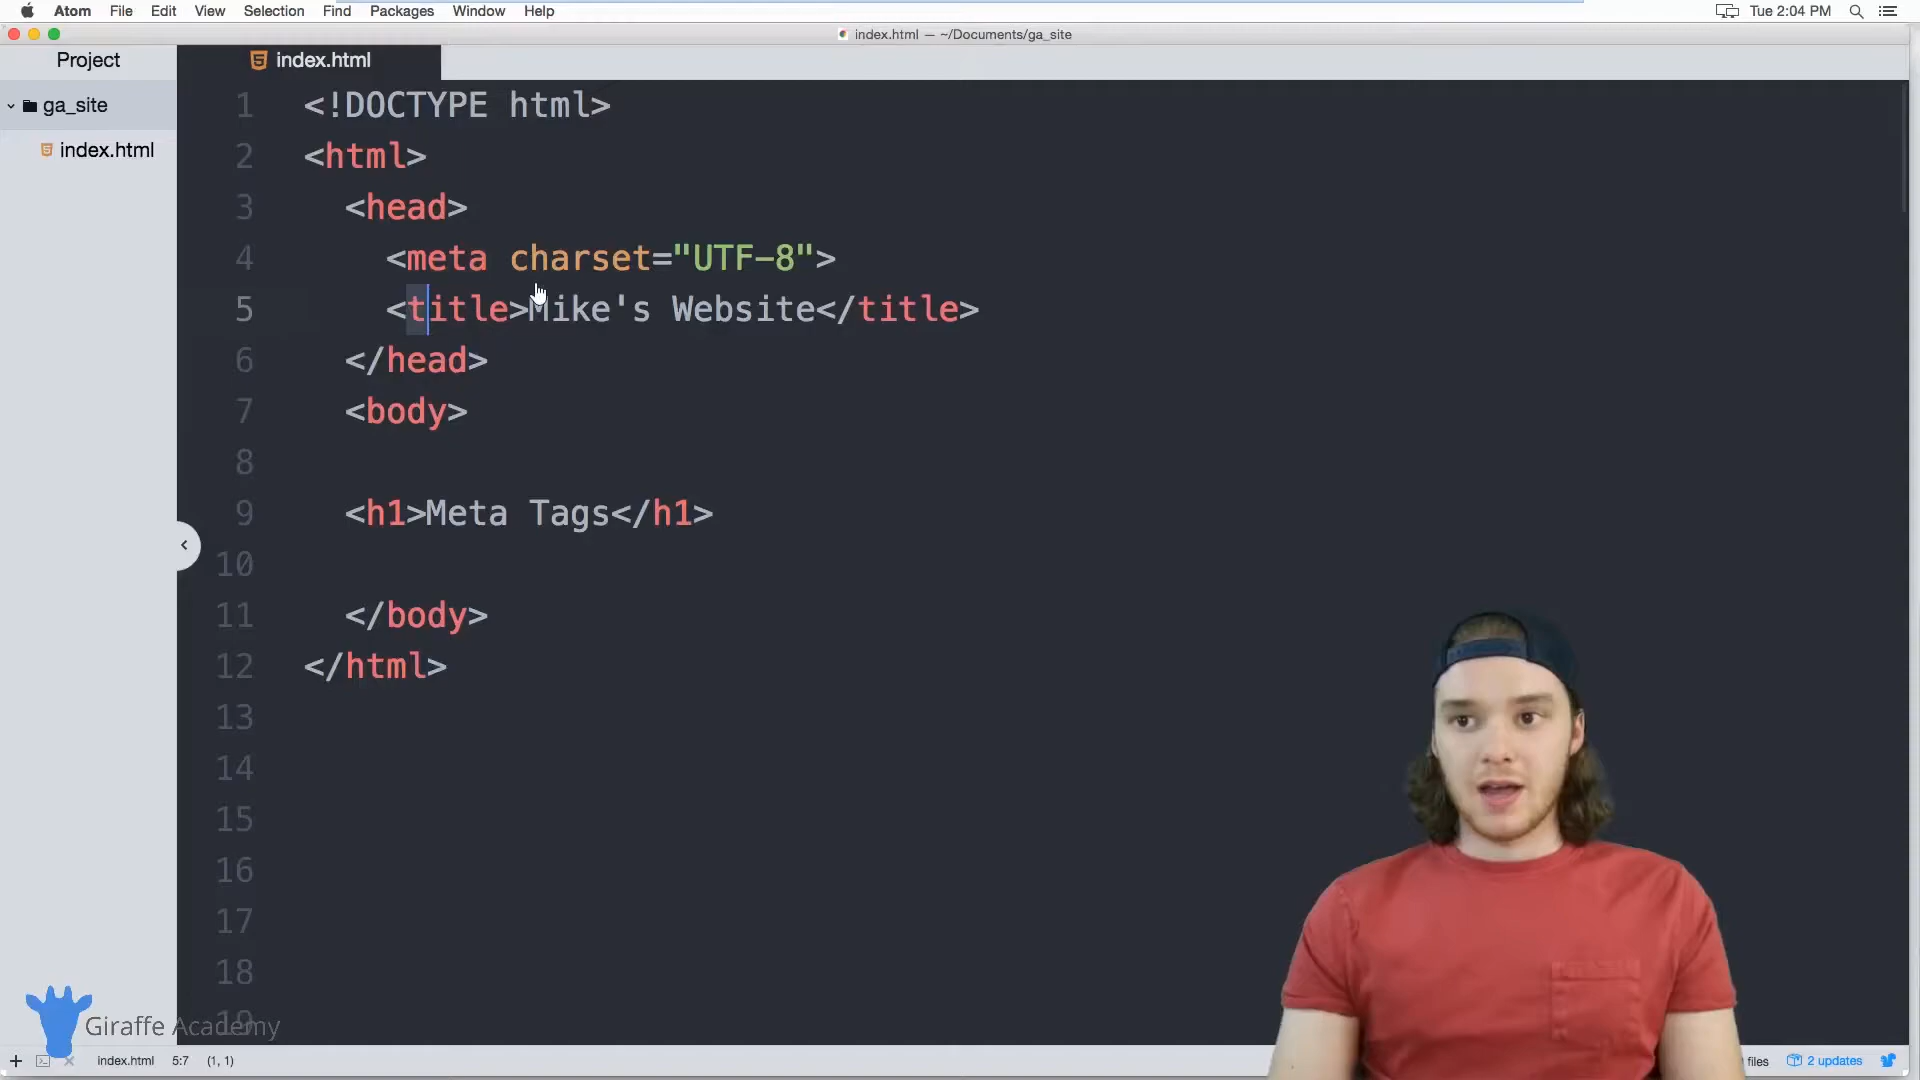 Atom File Edit View Selection Find Packages Window Help Tue 2:04 PM
index.html — ~/Documents/ga_site
Project
index.html
ga_site
index.html
1 <!DOCTYPE html>
2 <html>
3 <head>
4 <meta charset="UTF-8">
5 <title>Mike's Website</title>
6 </head>
7 <body>
8
9 <h1>Meta Tags</h1>
10
11 </body>
12 </html>
13
14
15
16
17
18
19
Giraffe Academy
index.html 5:7 (1, 1) files 2 updates